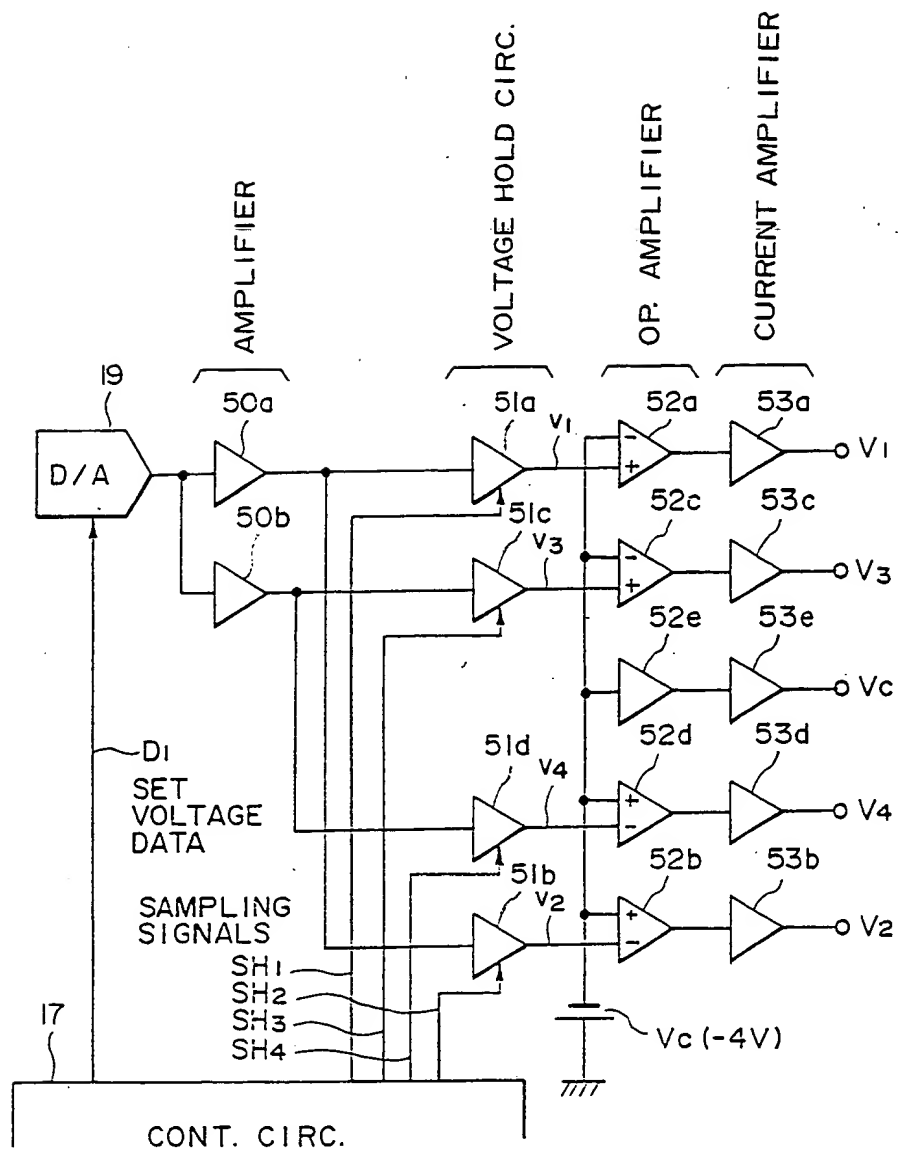 AMPLIFIER
VOLTAGE HOLD CIRC.
OP. AMPLIFIER
CURRENT AMPLIFIER
19
50a
51a
52a
53a
D/A
v1
-
+
V1
50b
51c
52c
53c
v3
-
+
V3
52e
53e
Vc
D1
SET
VOLTAGE
DATA
51d
52d
53d
v4
+
-
V4
SAMPLING
SIGNALS
51b
52b
53b
v2
+
-
V2
SH1
SH2
SH3
SH4
Vc (-4V)
17
CONT. CIRC.